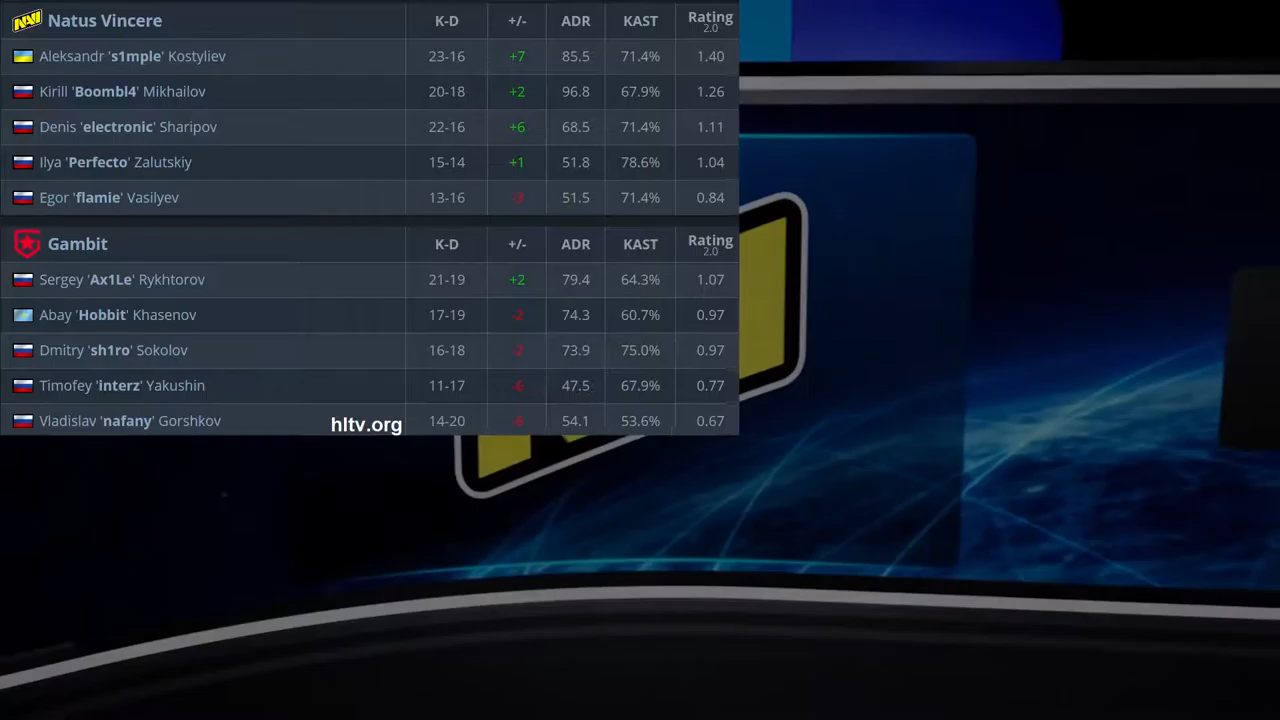 NAVI Natus Vincere K-D +/- ADR KAST Rating 2.0
Aleksandr 's1mple' Kostyliev 23-16 +7 85.5 71.4% 1.40
Kirill 'Boombl4' Mikhailov 20-18 +2 96.8 67.9% 1.26
Denis 'electronic' Sharipov 22-16 +6 68.5 71.4% 1.11
Ilya 'Perfecto' Zalutskiy 15-14 +1 51.8 78.6% 1.04
Egor 'flamie' Vasilyev 13-16 -3 51.5 71.4% 0.84
Gambit K-D +/- ADR KAST Rating 2.0
Sergey 'Ax1Le' Rykhtorov 21-19 +2 79.4 64.3% 1.07
Abay 'Hobbit' Khasenov 17-19 -2 74.3 60.7% 0.97
Dmitry 'sh1ro' Sokolov 16-18 -2 73.9 75.0% 0.97
Timofey 'interz' Yakushin 11-17 -6 47.5 67.9% 0.77
Vladislav 'nafany' Gorshkov 14-20 -6 54.1 53.6% 0.67
hltv.org